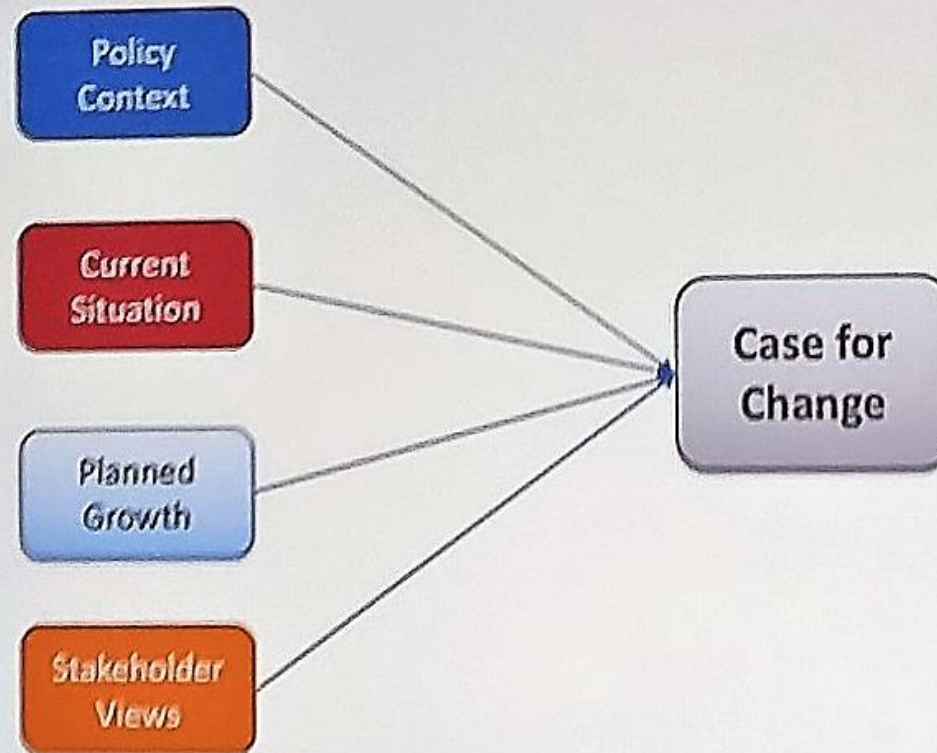 Policy
Context
Current
Situation
Planned
Growth
Stakeholder
Views
Case for
Change